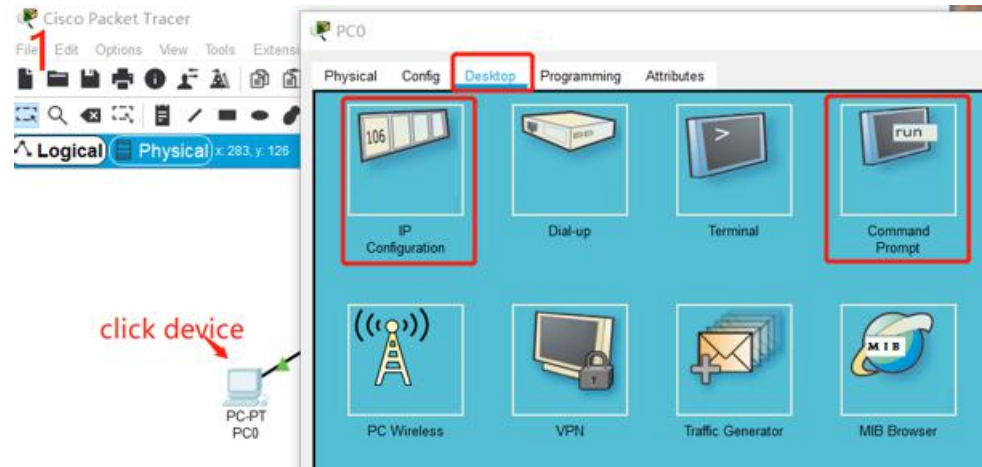 Cisco Packet Tracer
1
File Edit Options View Tools Extensi
Logical Physical x: 283, y: 126
click device
PC-PT
PC0
PC0
Physical Config Desktop Programming Attributes
106
run
IP
Configuration
Dial-up
Terminal
Command
Prompt
MIB
PC Wireless
VPN
Traffic Generator
MIB Browser